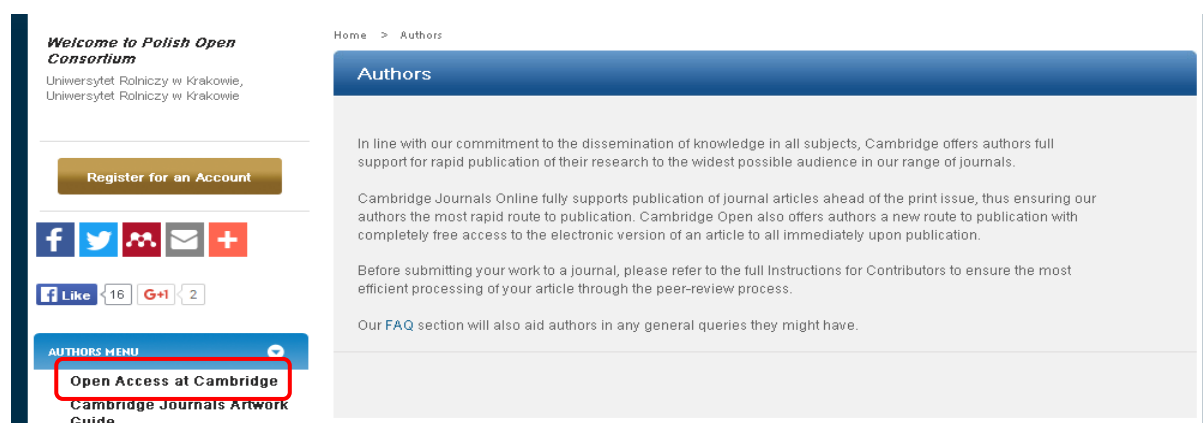 Welcome to Polish Open
Consortium
Uniwersytet Rolniczy w Krakowie,
Uniwersytet Rolniczy w Krakowie
Register for an Account
f
+
f Like 16 G+1 2
AUTHORS MENU
Open Access at Cambridge
Cambridge Journals Artwork
Guide
Home > Authors
Authors
In line with our commitment to the dissemination of knowledge in all subjects, Cambridge offers authors full
support for rapid publication of their research to the widest possible audience in our range of journals.
Cambridge Journals Online fully supports publication of journal articles ahead of the print issue, thus ensuring our
authors the most rapid route to publication. Cambridge Open also offers authors a new route to publication with
completely free access to the electronic version of an article to all immediately upon publication.
Before submitting your work to a journal, please refer to the full Instructions for Contributors to ensure the most
efficient processing of your article through the peer-review process.
Our FAQ section will also aid authors in any general queries they might have.